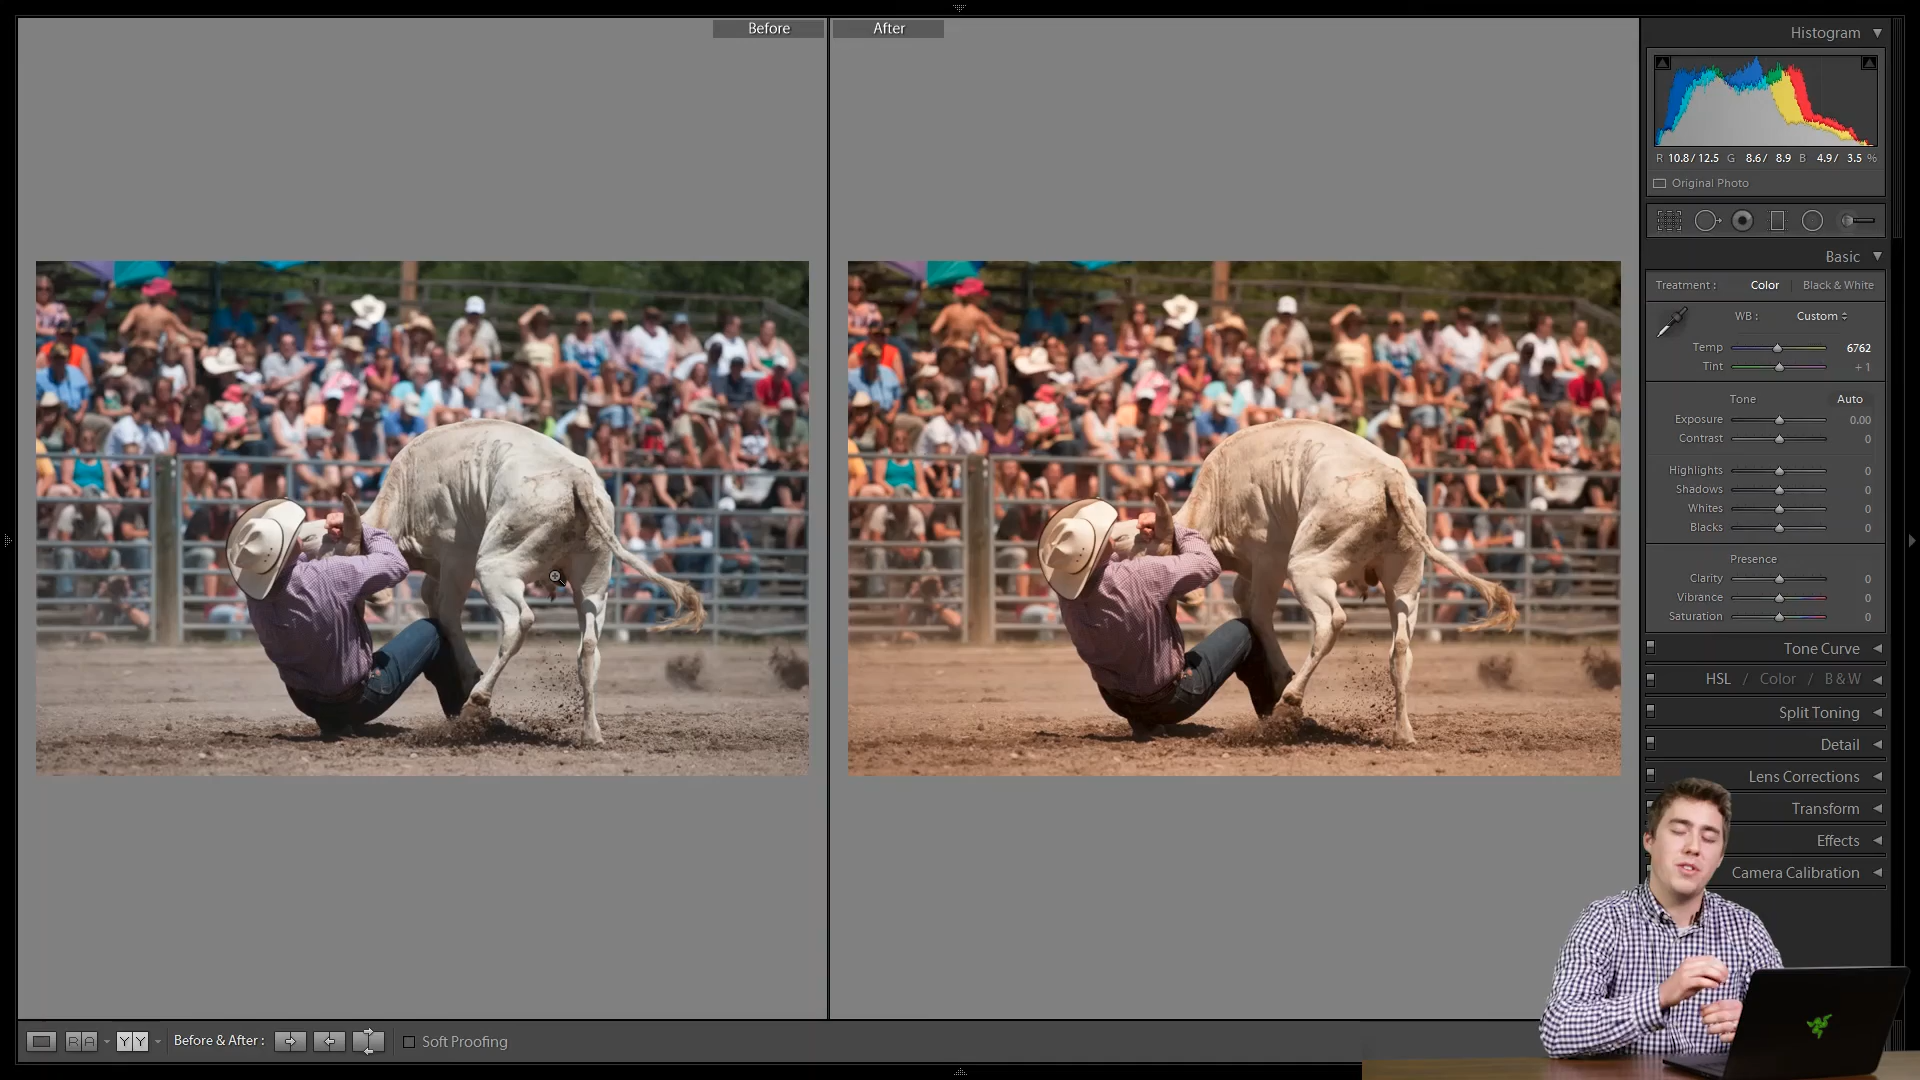 Before
After
Histogram
R 10.8 / 12.5 G 8.6 / 8.9 B 4.9 / 3.5 %
Original Photo
Basic
Treatment : Color Black & White
WB : Custom
Temp 6762
Tint + 1
Tone Auto
Exposure 0.00
Contrast 0
Highlights 0
Shadows 0
Whites 0
Blacks 0
Presence
Clarity 0
Vibrance 0
Saturation 0
Tone Curve
HSL / Color / B & W
Split Toning
Detail
Lens Corrections
Transform
Effects
Camera Calibration
R A
Y Y
Before & After :
Soft Proofing